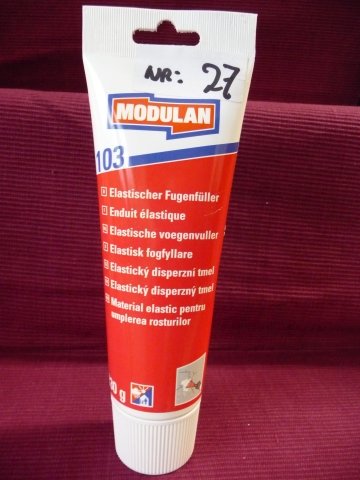 NR: 27
MODULAN
103
Elastischer Fugenfüller
Enduit élastique
Elastische voegenvuller
Elastisk fogfyllare
Elastický disperzní tmel
Elastický disperzný tmel
Material elastic pentru
umplerea rosturilor
g